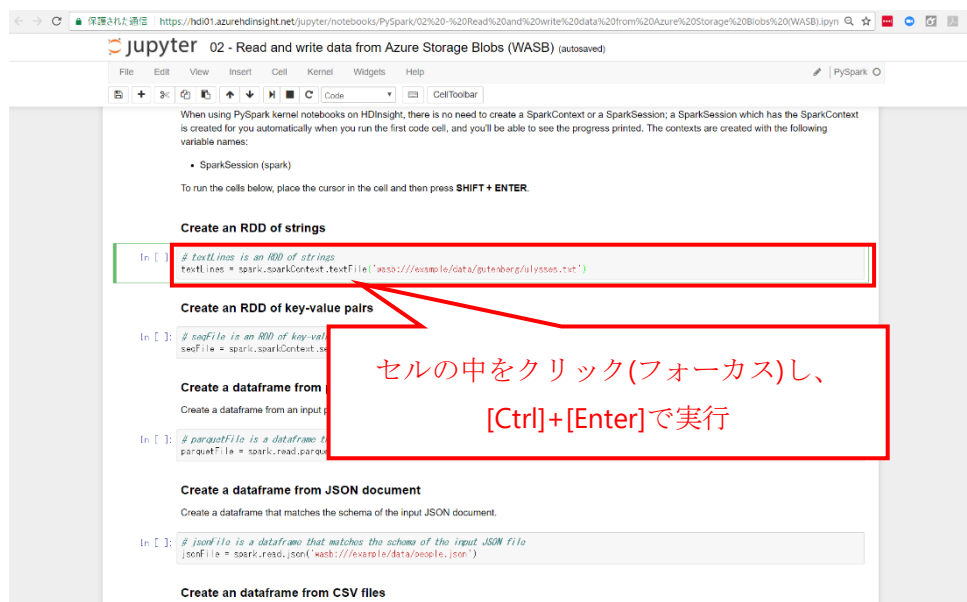 保護された通信 | https://hdi01.azurehdinsight.net/jupyter/notebooks/PySpark/02%20-%20Read%20and%20write%20data%20from%20Azure%20Storage%20Blobs%20(WASB).ipyn
jupyter 02 - Read and write data from Azure Storage Blobs (WASB) (autosaved)
File Edit View Insert Cell Kernel Widgets Help PySpark
Code CellToolbar
When using PySpark kernel notebooks on HDInsight, there is no need to create a SparkContext or a SparkSession; a SparkSession which has the SparkContext
is created for you automatically when you run the first code cell, and you'll be able to see the progress printed. The contexts are created with the following
variable names:
• SparkSession (spark)
To run the cells below, place the cursor in the cell and then press SHIFT + ENTER.
Create an RDD of strings
In [ ]: # textLines is an RDD of strings
textLines = spark.sparkContext.textFile('wasb:///example/data/gutenberg/ulysses.txt')
Create an RDD of key-value pairs
In [ ]: # seqFile is an RDD of key-val
seqFile = spark.sparkContext.se
セルの中をクリック(フォーカス)し、
[Ctrl]+[Enter]で実行
Create a dataframe from
Create a dataframe from an input
In [ ]: # parquetFile is a dataframe th
parquetFile = spark.read.parque
Create a dataframe from JSON document
Create a dataframe that matches the schema of the input JSON document.
In [ ]: # jsonFile is a dataframe that matches the schema of the input JSON file
jsonFile = spark.read.json('wasb:///example/data/people.json')
Create an dataframe from CSV files